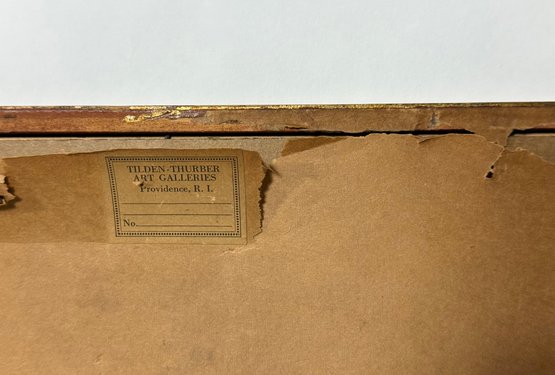 TILDEN-THURBER
ART GALLERIES
Providence, R. I.
No.